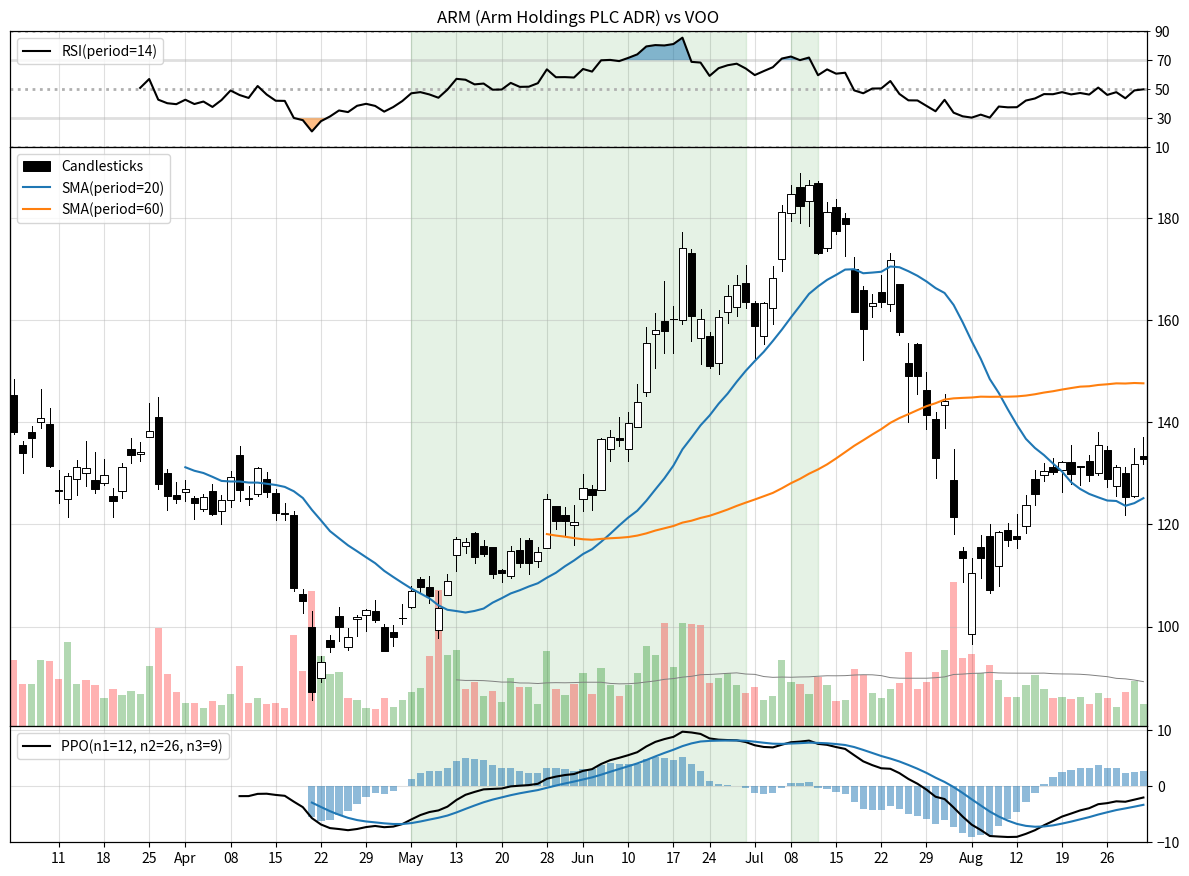 ARM (Arm Holdings PLC ADR) vs VOO
RSI(period=14)
90
70
50
30
10
Candlesticks
SMA(period=20)
SMA(period=60)
180
160
140
120
100
PPO(n1=12, n2=26, n3=9)
10
0
−10
11 18 25 Apr 08 15 22 29 May 13 20 28 Jun 10 17 24 Jul 08 15 22 29 Aug 12 19 26